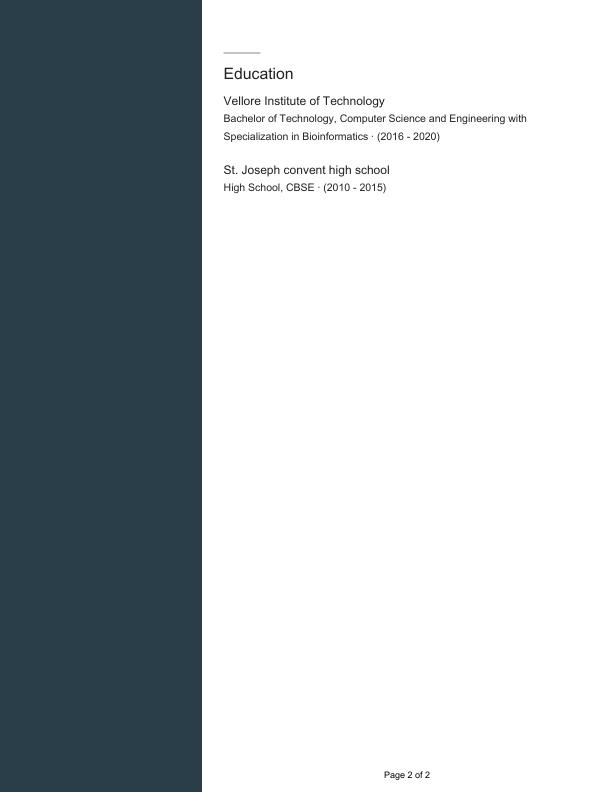 Education
Vellore Institute of Technology
Bachelor of Technology, Computer Science and Engineering with
Specialization in Bioinformatics · (2016 - 2020)
St. Joseph convent high school
High School, CBSE · (2010 - 2015)
Page 2 of 2